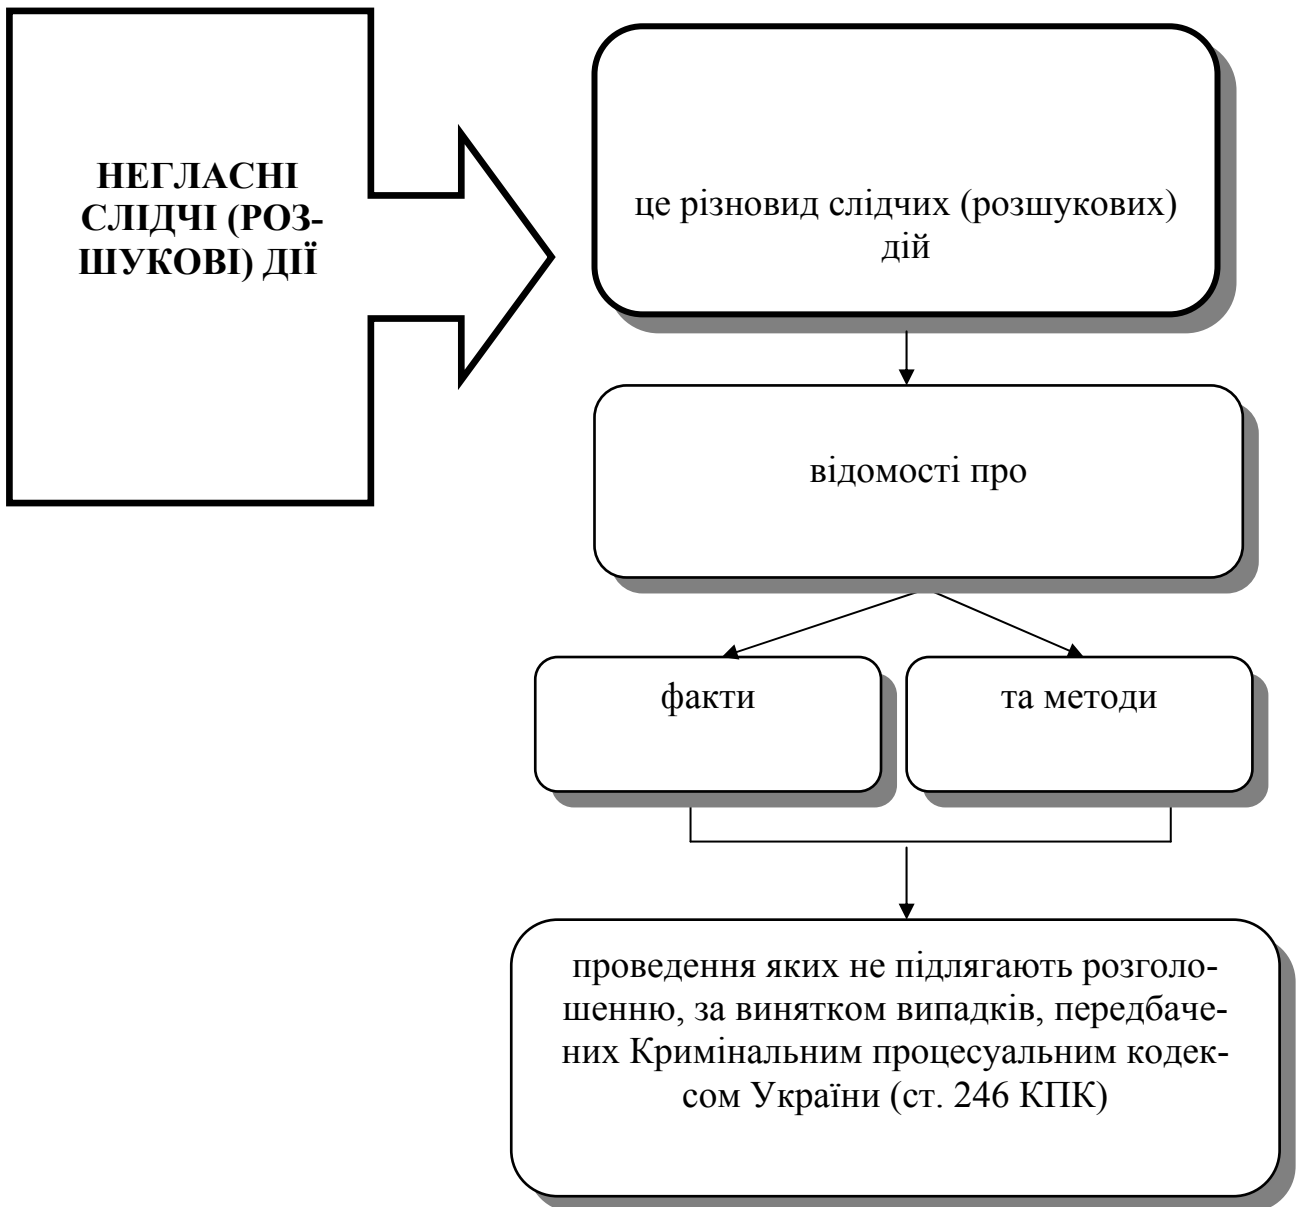 НЕГЛАСНІ
СЛІДЧІ (РОЗ-
ШУКОВІ) ДІЇ
це різновид слідчих (розшукових)
дій
відомості про
факти
та методи
проведення яких не підлягають розголо-
шенню, за винятком випадків, передбаче-
них Кримінальним процесуальним кодек-
сом України (ст. 246 КПК)